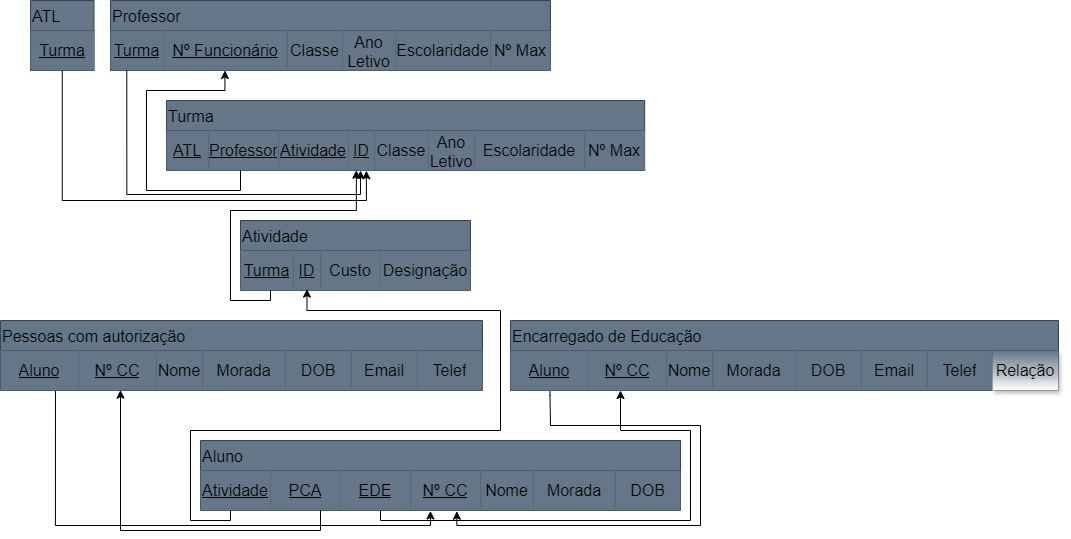 ATL
Turma
Professor
Turma Nº Funcionário Classe Ano Letivo Escolaridade Nº Max
Turma
ATL Professor Atividade ID Classe Ano Letivo Escolaridade Nº Max
Atividade
Turma ID Custo Designação
Pessoas com autorização
Aluno Nº CC Nome Morada DOB Email Telef
Encarregado de Educação
Aluno Nº CC Nome Morada DOB Email Telef Relação
Aluno
Atividade PCA EDE Nº CC Nome Morada DOB